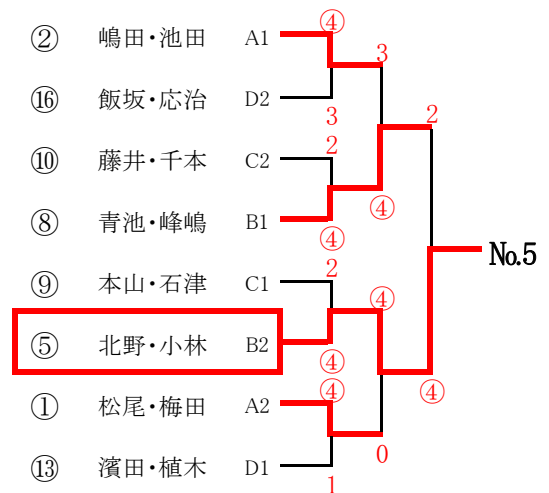 ② 嶋田・池田 A1 ④
3
⑯ 飯坂・応治 D2 3
2
⑩ 藤井・千本 C2 2
⑧ 青池・峰嶋 B1 ④
④
No.5
⑨ 本山・石津 C1 2
④
⑤ 北野・小林 B2 ④
④
① 松尾・梅田 A2 ④
0
⑬ 濱田・植木 D1 1